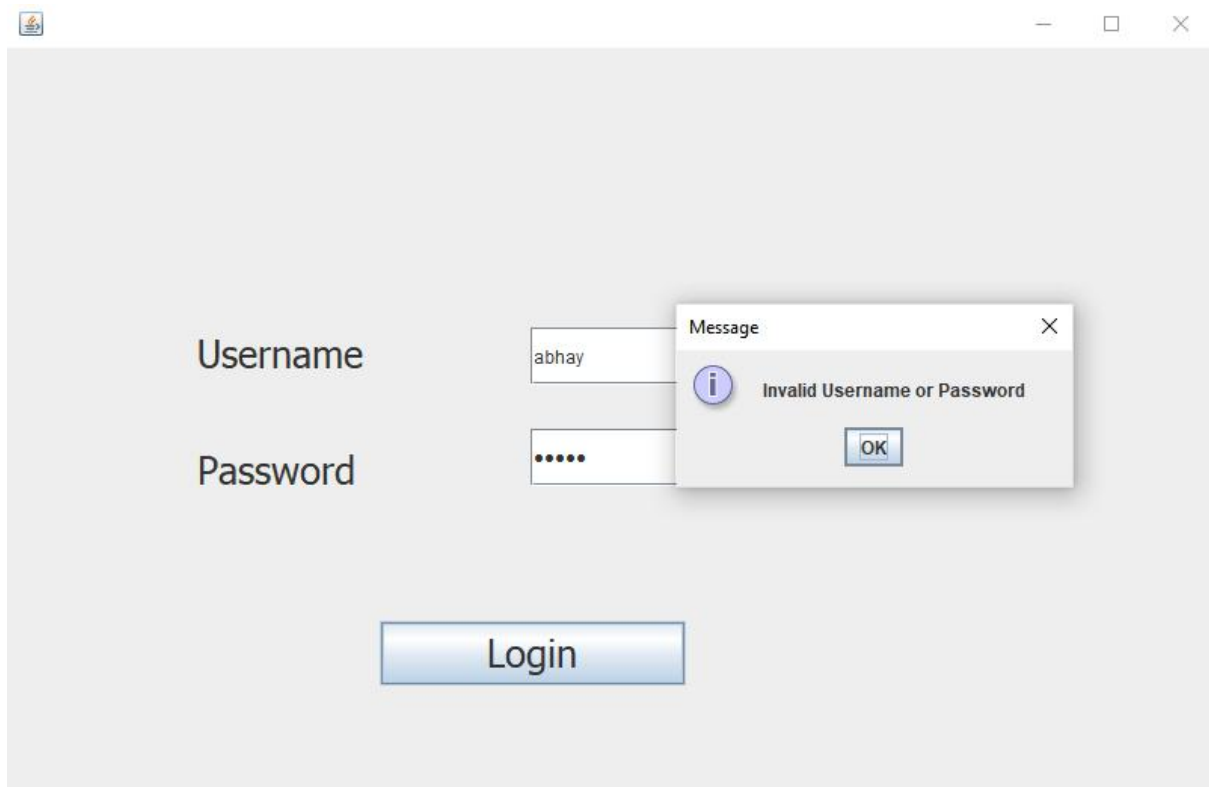 Username
abhay
Message
Invalid Username or Password
OK
Password
•••••
Login